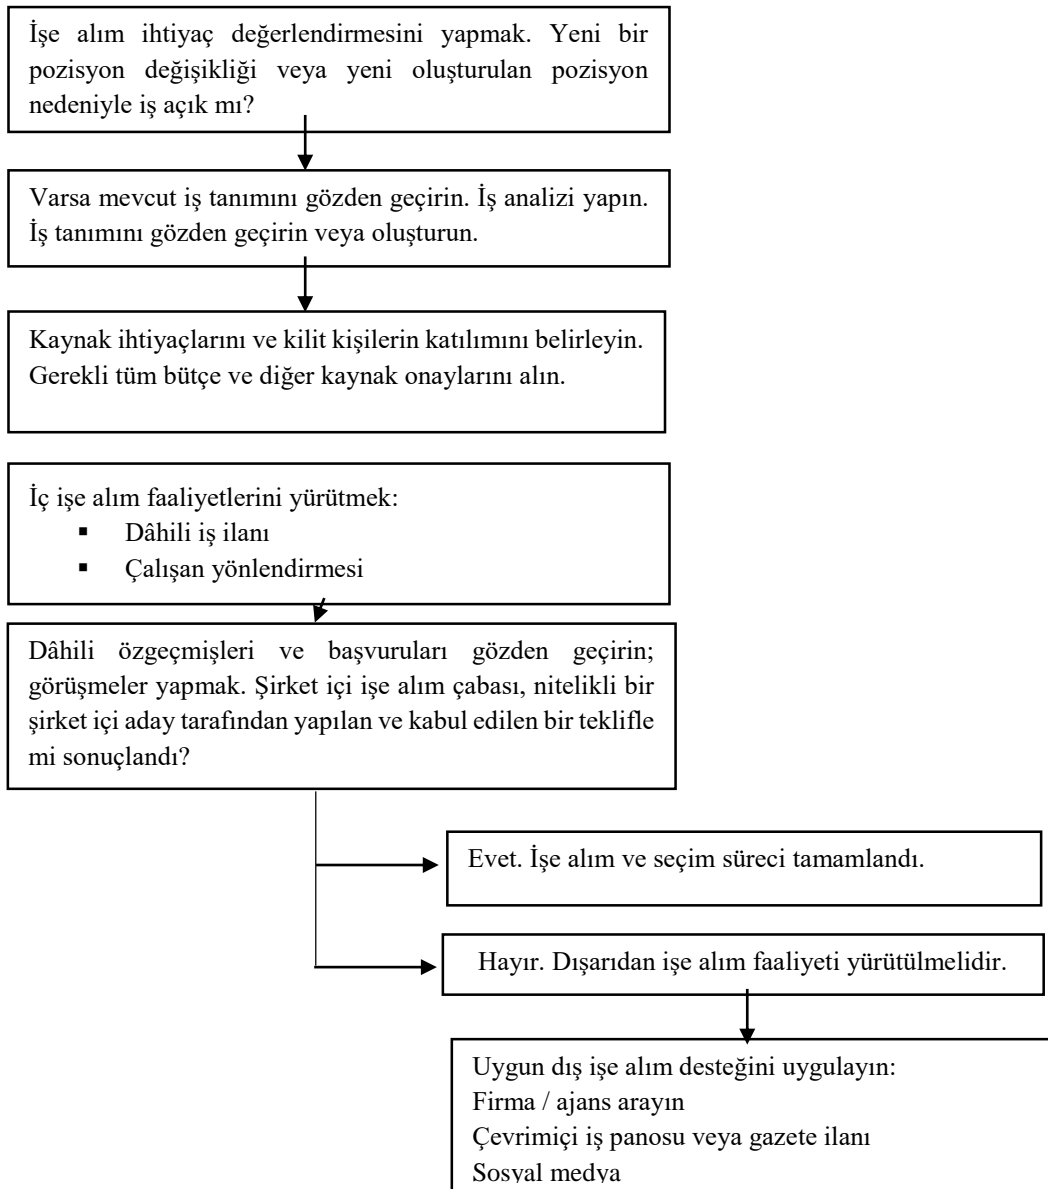 İşe alım ihtiyaç değerlendirmesini yapmak. Yeni bir
pozisyon değişikliği veya yeni oluşturulan pozisyon
nedeniyle iş açık mı?
Varsa mevcut iş tanımını gözden geçirin. İş analizi yapın.
İş tanımını gözden geçirin veya oluşturun.
Kaynak ihtiyaçlarını ve kilit kişilerin katılımını belirleyin.
Gerekli tüm bütçe ve diğer kaynak onaylarını alın.
İç işe alım faaliyetlerini yürütmek:
▪ Dâhili iş ilanı
▪ Çalışan yönlendirmesi
Dâhili özgeçmişleri ve başvuruları gözden geçirin;
görüşmeler yapmak. Şirket içi işe alım çabası, nitelikli bir
şirket içi aday tarafından yapılan ve kabul edilen bir teklifle
mi sonuçlandı?
Evet. İşe alım ve seçim süreci tamamlandı.
Hayır. Dışarıdan işe alım faaliyeti yürütülmelidir.
Uygun dış işe alım desteğini uygulayın:
Firma / ajans arayın
Çevrimiçi iş panosu veya gazete ilanı
Sosyal medya